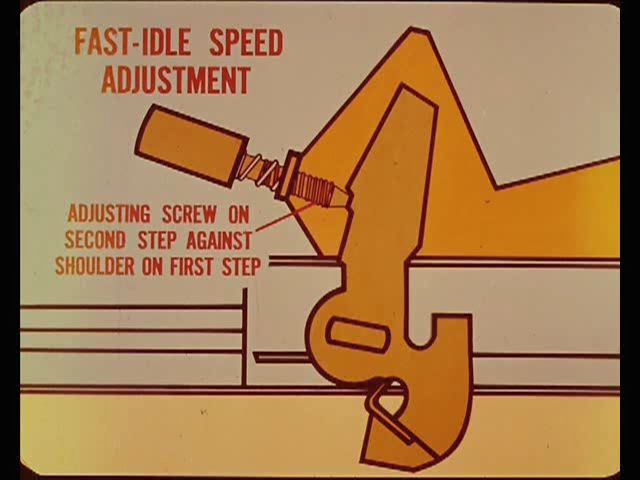 FAST-IDLE SPEED
ADJUSTMENT
ADJUSTING SCREW ON
SECOND STEP AGAINST
SHOULDER ON FIRST STEP